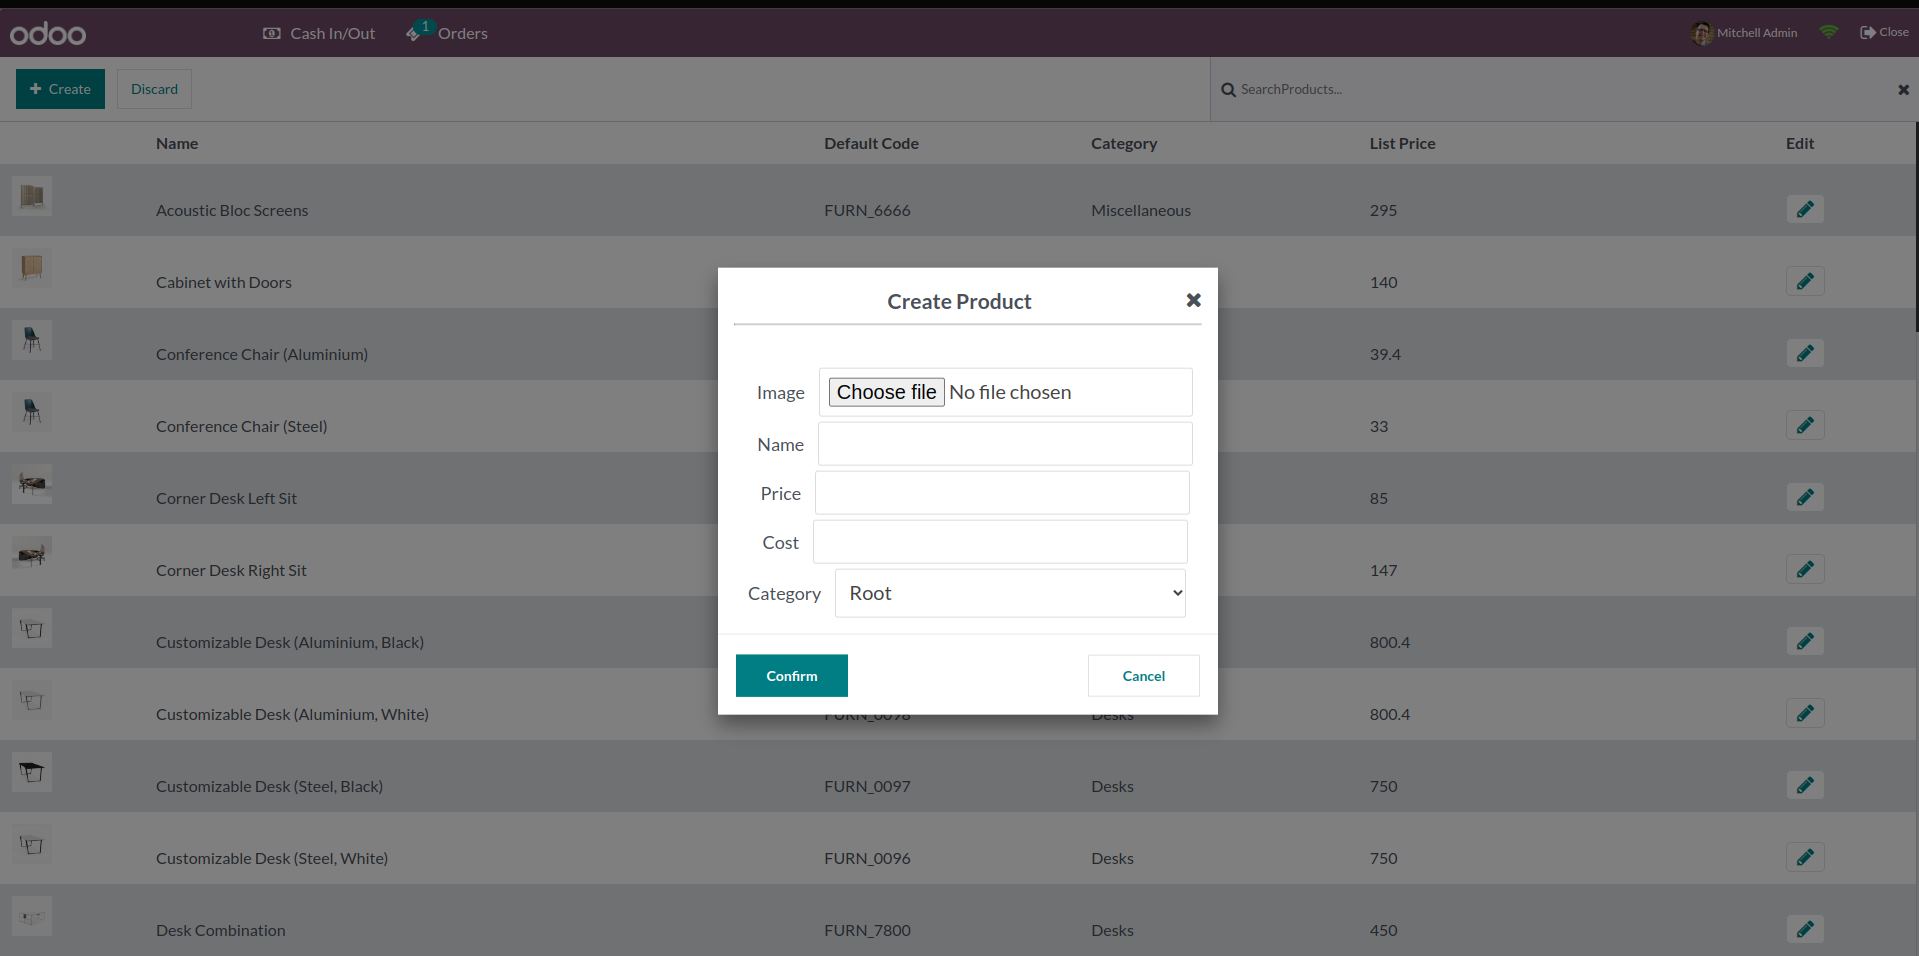 odoo
Cash In/Out
1
Orders
Mitchell Admin
Close
Create
Discard
SearchProducts...
Name Default Code Category List Price Edit
Acoustic Bloc Screens FURN_6666 Miscellaneous 295
Cabinet with Doors 140
Conference Chair (Aluminium) 39.4
Conference Chair (Steel) 33
Corner Desk Left Sit 85
Corner Desk Right Sit 147
Customizable Desk (Aluminium, Black) 800.4
Customizable Desk (Aluminium, White) FURN_0098 Desks 800.4
Customizable Desk (Steel, Black) FURN_0097 Desks 750
Customizable Desk (Steel, White) FURN_0096 Desks 750
Desk Combination FURN_7800 Desks 450
Create Product
Image Choose file No file chosen
Name
Price
Cost
Category Root
Confirm Cancel